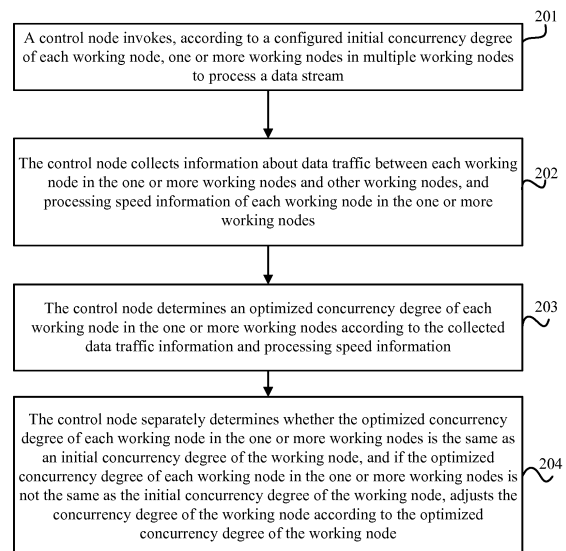 201
A control node invokes, according to a configured initial concurrency degree
of each working node, one or more working nodes in multiple working nodes
to process a data stream
202
The control node collects information about data traffic between each working
node in the one or more working nodes and other working nodes, and
processing speed information of each working node in the one or more
working nodes
203
The control node determines an optimized concurrency degree of each
working node in the one or more working nodes according to the collected
data traffic information and processing speed information
204
The control node separately determines whether the optimized concurrency
degree of each working node in the one or more working nodes is the same as
an initial concurrency degree of the working node, and if the optimized
concurrency degree of each working node in the one or more working nodes is
not the same as the initial concurrency degree of the working node, adjusts the
concurrency degree of the working node according to the optimized
concurrency degree of the working node